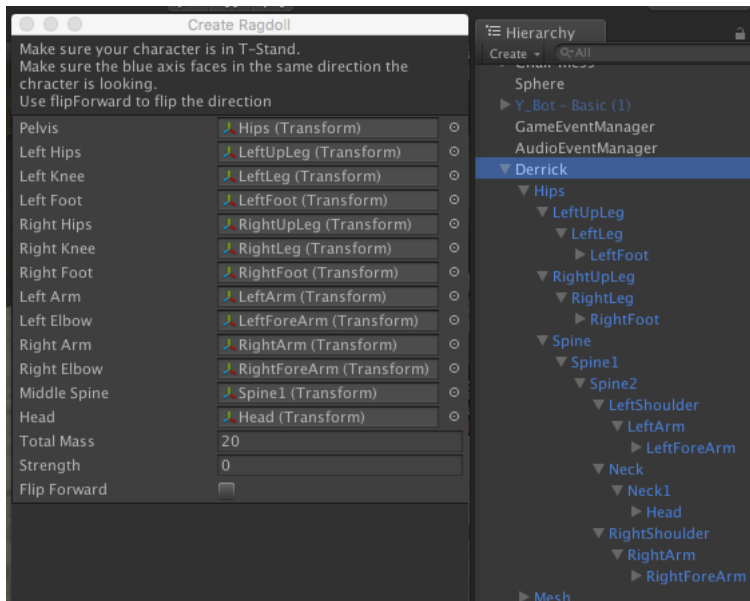 Create Ragdoll
Make sure your character is in T-Stand.
Make sure the blue axis faces in the same direction the
chracter is looking.
Use flipForward to flip the direction
Pelvis Hips (Transform)
Left Hips LeftUpLeg (Transform)
Left Knee LeftLeg (Transform)
Left Foot LeftFoot (Transform)
Right Hips RightUpLeg (Transform)
Right Knee RightLeg (Transform)
Right Foot RightFoot (Transform)
Left Arm LeftArm (Transform)
Left Elbow LeftForeArm (Transform)
Right Arm RightArm (Transform)
Right Elbow RightForeArm (Transform)
Middle Spine Spine1 (Transform)
Head Head (Transform)
Total Mass 20
Strength 0
Flip Forward
Hierarchy
Create All
Sphere
Y_Bot - Basic (1)
GameEventManager
AudioEventManager
Derrick
Hips
LeftUpLeg
LeftLeg
LeftFoot
RightUpLeg
RightLeg
RightFoot
Spine
Spine1
Spine2
LeftShoulder
LeftArm
LeftForeArm
Neck
Neck1
Head
RightShoulder
RightArm
RightForeArm
Mesh